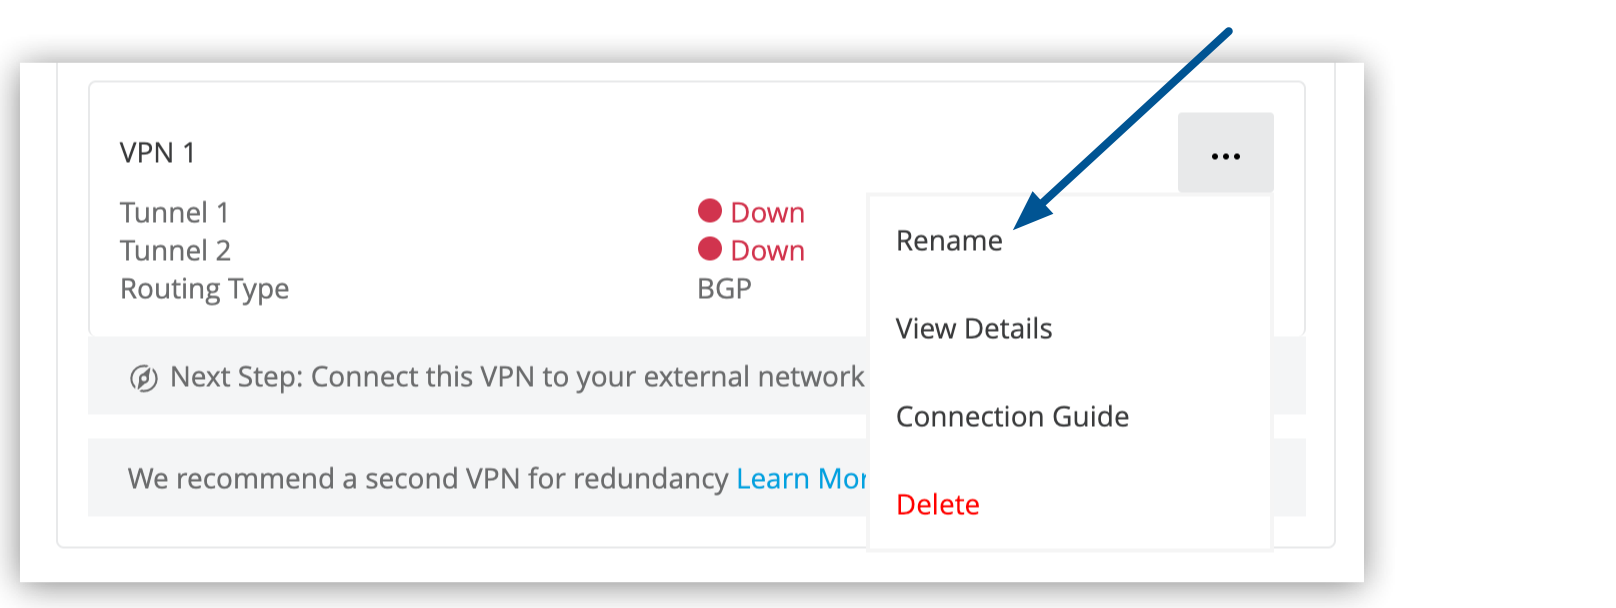 VPN 1
...
Tunnel 1 Down
Tunnel 2 Down
Routing Type BGP
Next Step: Connect this VPN to your external network
We recommend a second VPN for redundancy Learn Mor
Rename
View Details
Connection Guide
Delete